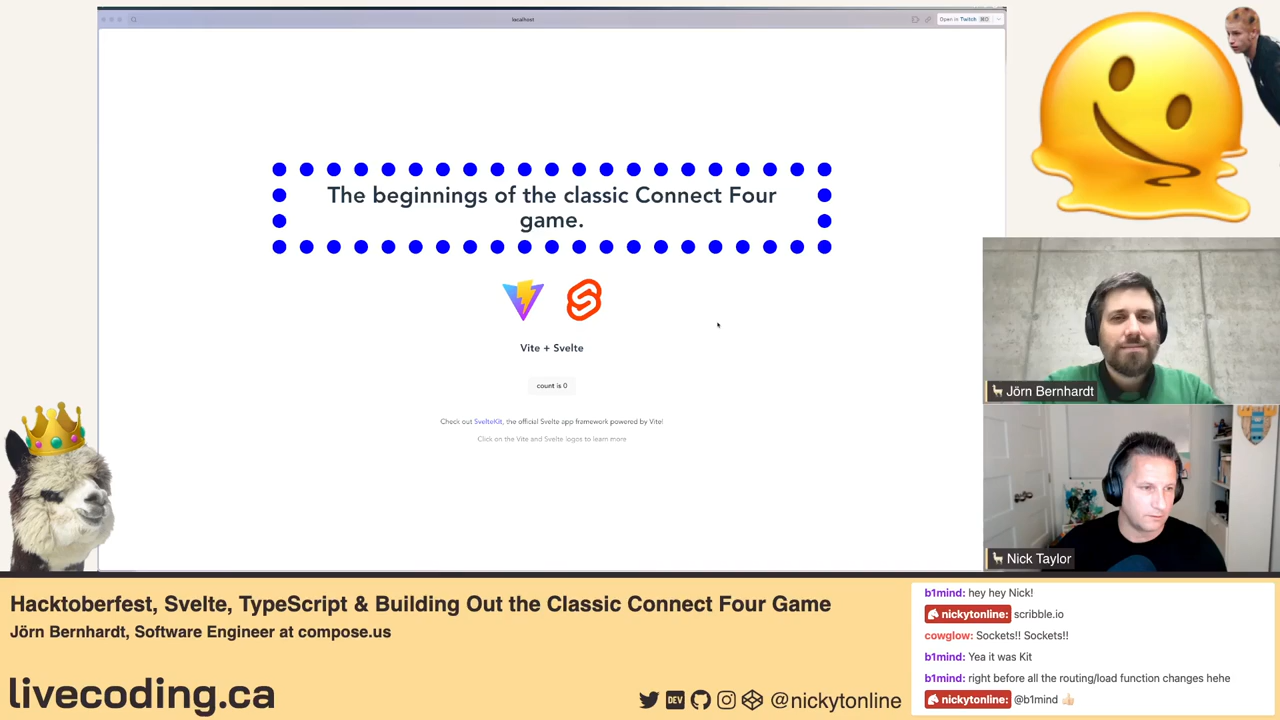 localhost
Open in Twitch
The beginnings of the classic Connect Four
game.
Vite + Svelte
count is 0
Check out SvelteKit, the official Svelte app framework powered by Vite!
Click on the Vite and Svelte logos to learn more
Jörn Bernhardt
Nick Taylor
Hacktoberfest, Svelte, TypeScript & Building Out the Classic Connect Four Game
Jörn Bernhardt, Software Engineer at compose.us
livecoding.ca
DEV
@nickytonline
b1mind: hey hey Nick!
nickytonline: scribble.io
cowglow: Sockets!! Sockets!!
b1mind: Yea it was Kit
b1mind: right before all the routing/load function changes hehe
nickytonline: @b1mind 👍🏻